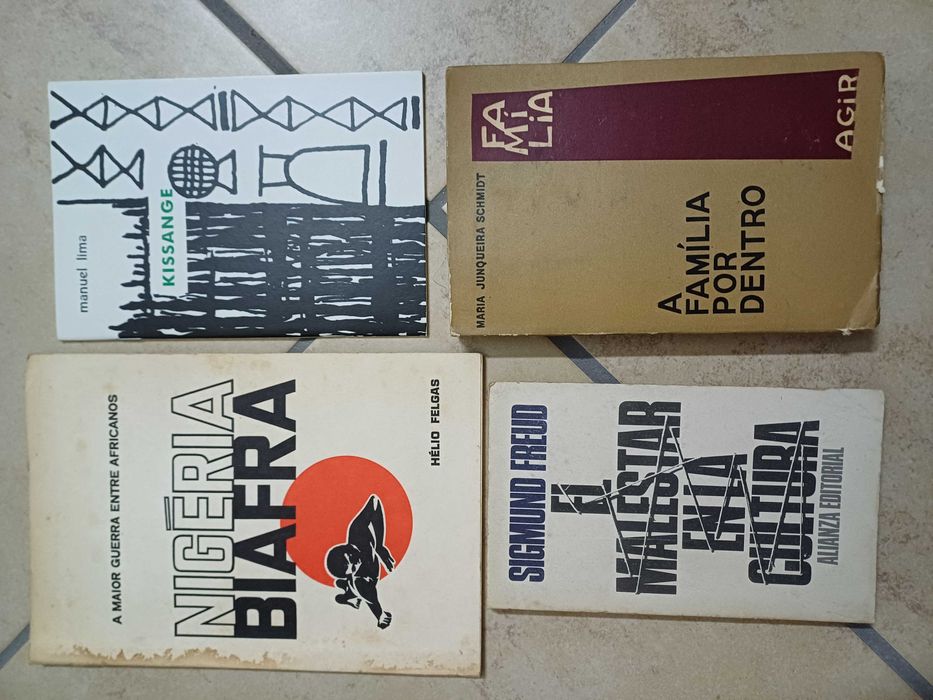 manuel lima
KISSANGE
MARIA JUNQUEIRA SCHMIDT
A
FAMÍLIA
POR
DENTRO
FA
MÍ
LIA
AGIR
A MAIOR GUERRA ENTRE AFRICANOS
NIGÉRIA
BIAFRA
HÉLIO FELGAS
SIGMUND FREUD
EL
MALESTAR
EN LA
CULTURA
ALIANZA EDITORIAL